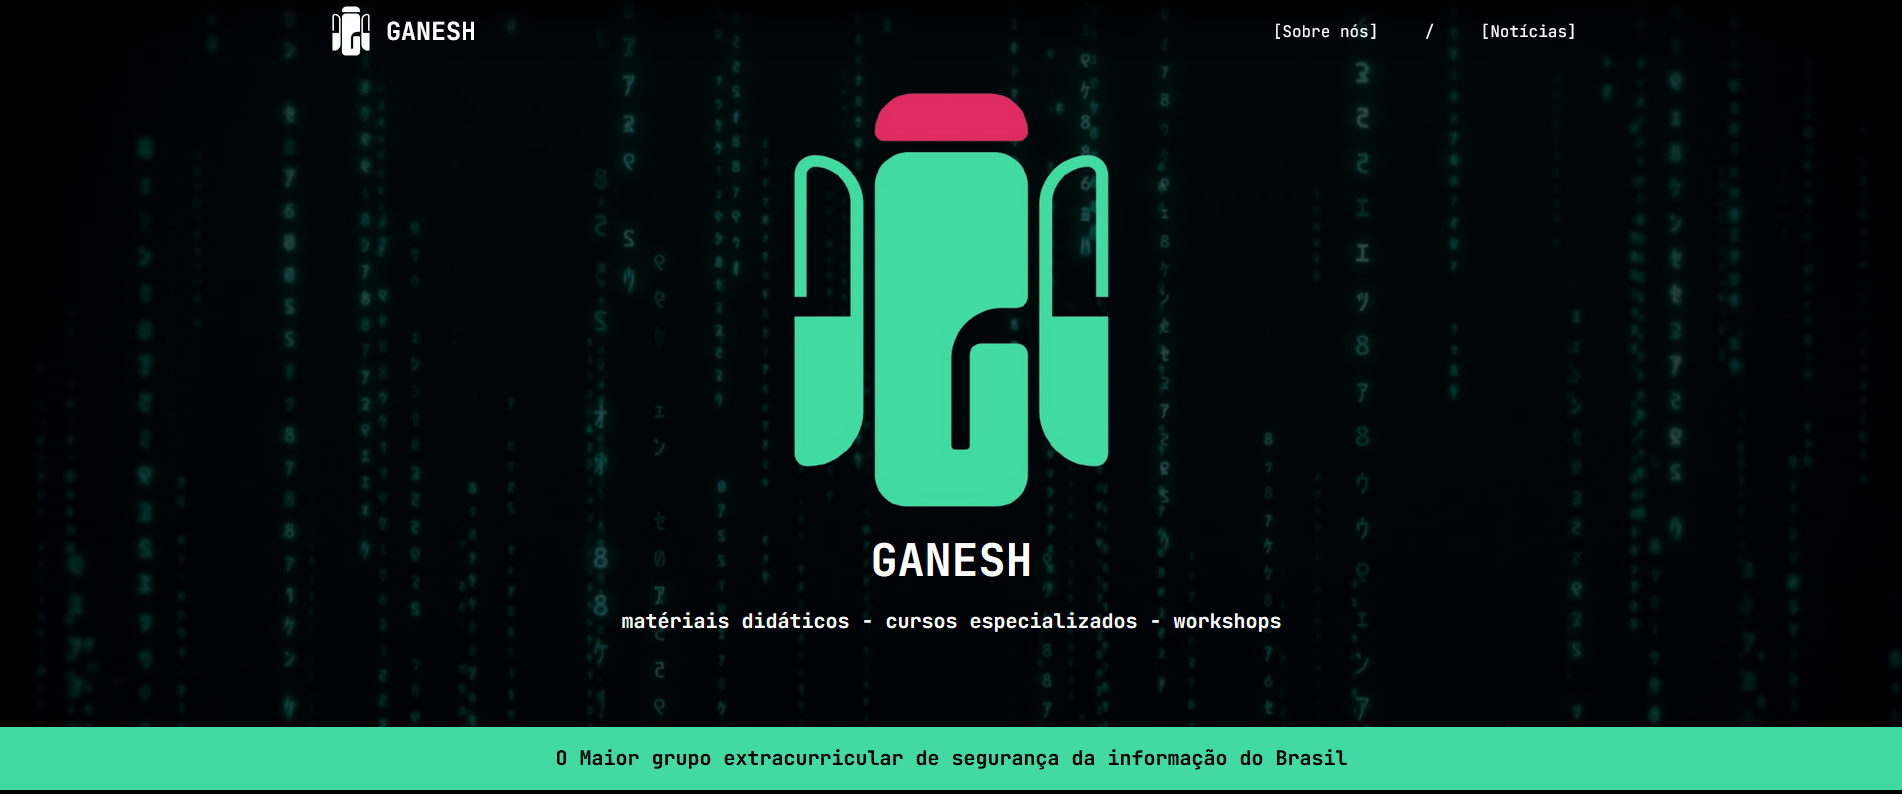 GANESH
[Sobre nós] / [Notícias]
GANESH
matériais didáticos - cursos especializados - workshops
O Maior grupo extracurricular de segurança da informação do Brasil